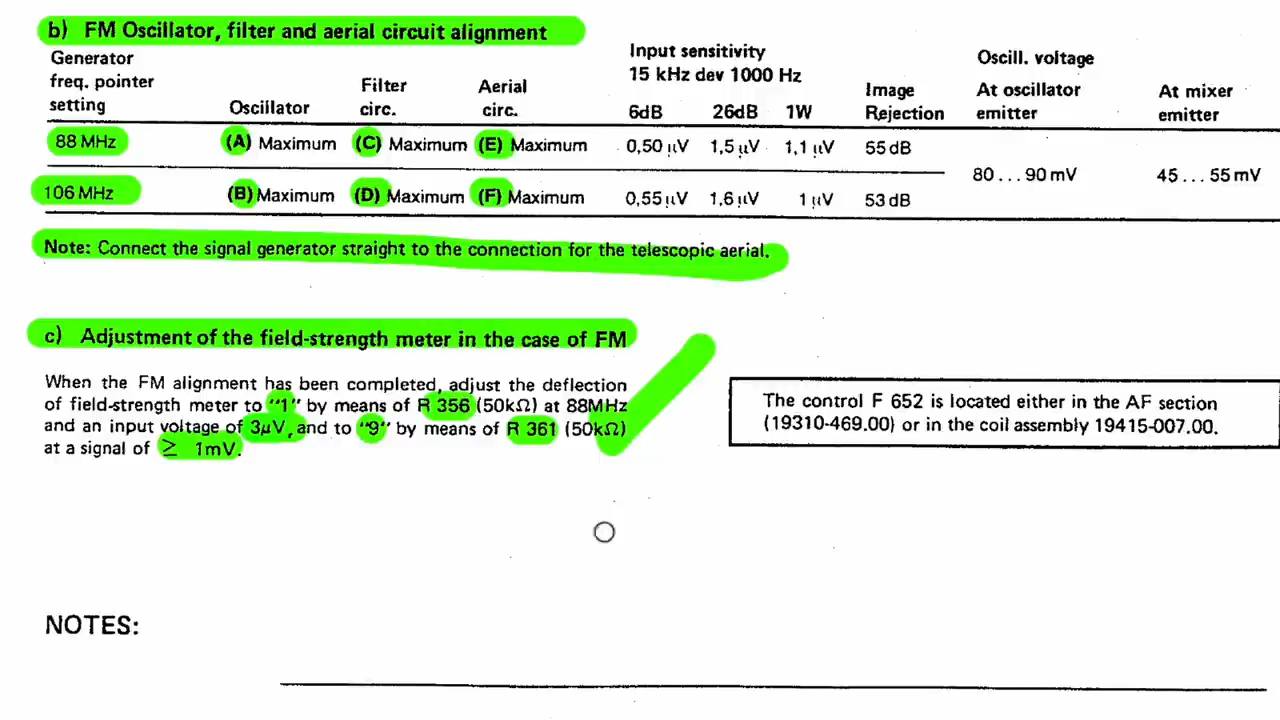 b) FM Oscillator, filter and aerial circuit alignment
Generator freq. pointer setting Oscillator Filter circ. Aerial circ. Input sensitivity 15 kHz dev 1000 Hz 6dB 26dB 1W Image Rejection Oscill. voltage At oscillator emitter At mixer emitter
88 MHz (A) Maximum (C) Maximum (E) Maximum 0,50 µV 1,5 µV 1,1 µV 55 dB
80...90 mV 45...55 mV
106 MHz (B) Maximum (D) Maximum (F) Maximum 0,55 µV 1,6 µV 1 µV 53 dB
Note: Connect the signal generator straight to the connection for the telescopic aerial.
c) Adjustment of the field-strength meter in the case of FM
When the FM alignment has been completed, adjust the deflection
of field-strength meter to "1" by means of R 356 (50kΩ) at 88MHz
and an input voltage of 3µV, and to "9" by means of R 361 (50kΩ)
at a signal of ≥ 1mV.
The control F 652 is located either in the AF section
(19310-469.00) or in the coil assembly 19415-007.00.
NOTES: